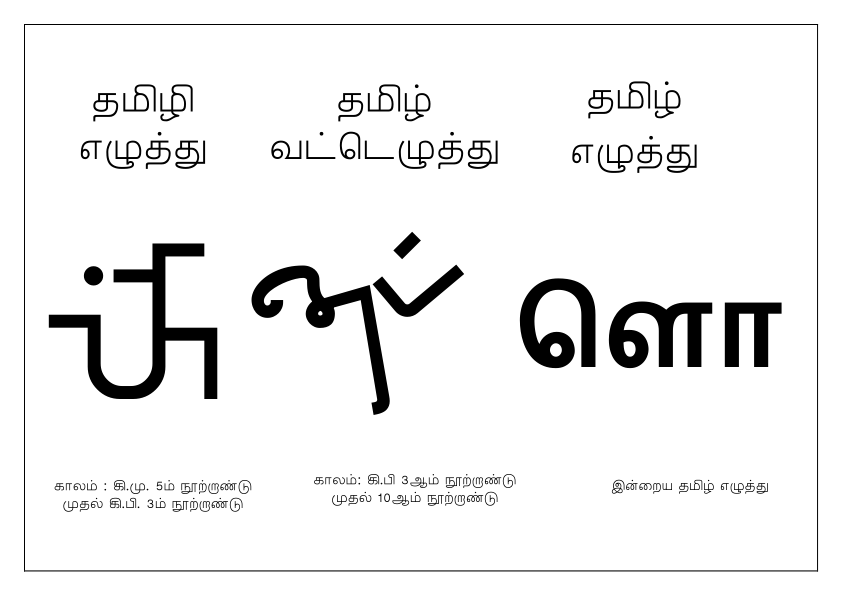 தமிழி
எழுத்து
தமிழ்
வட்டெழுத்து
தமிழ்
எழுத்து
ளொ
காலம் : கி.மு. 5ம் நூற்றாண்டு
முதல் கி.பி. 3ம் நூற்றாண்டு
காலம்: கி.பி 3ஆம் நூற்றாண்டு
முதல் 10ஆம் நூற்றாண்டு
இன்றைய தமிழ் எழுத்து